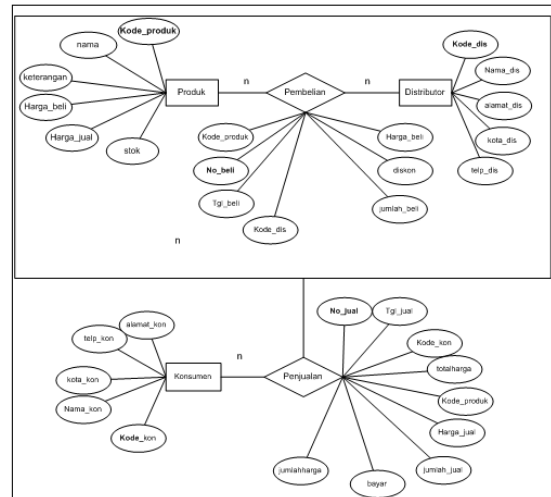 Kode_produk
nama
keterangan
Harga_beli
Harga_jual
stok
Produk
n
Pembelian
n
Distributor
Kode_dis
Nama_dis
alamat_dis
kota_dis
telp_dis
Kode_produk
No_beli
Tgl_beli
Kode_dis
Harga_beli
diskon
jumlah_beli
n
alamat_kon
telp_kon
kota_kon
Nama_kon
Kode_kon
Konsumen
n
Penjualan
No_jual
Tgl_jual
Kode_kon
totalharga
Kode_produk
Harga_jual
jumlah_jual
bayar
jumlahharga